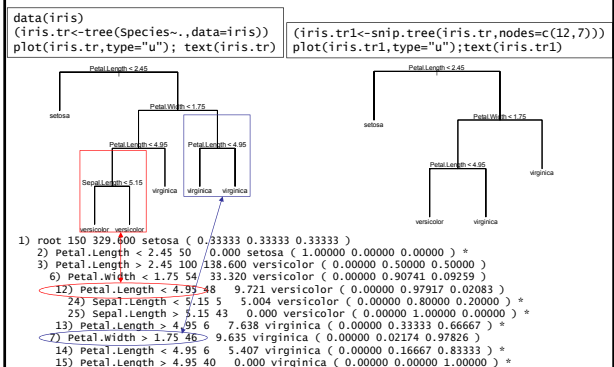 data(iris)
(iris.tr<-tree(Species~.,data=iris))
plot(iris.tr,type="u"); text(iris.tr)
(iris.tr1<-snip.tree(iris.tr,nodes=c(12,7)))
plot(iris.tr1,type="u");text(iris.tr1)
Petal.Length < 2.45
setosa
Petal.Width < 1.75
Petal.Length < 4.95
Petal.Length < 4.95
Sepal.Length < 5.15
virginica
virginica
virginica
versicolor
versicolor
Petal.Length < 2.45
setosa
Petal.Width < 1.75
Petal.Length < 4.95
virginica
versicolor
virginica
1) root 150 329.600 setosa ( 0.33333 0.33333 0.33333 )
2) Petal.Length < 2.45 50 0.000 setosa ( 1.00000 0.00000 0.00000 ) *
3) Petal.Length > 2.45 100 138.600 versicolor ( 0.00000 0.50000 0.50000 )
6) Petal.Width < 1.75 54 33.320 versicolor ( 0.00000 0.90741 0.09259 )
12) Petal.Length < 4.95 48 9.721 versicolor ( 0.00000 0.97917 0.02083 )
24) Sepal.Length < 5.15 5 5.004 versicolor ( 0.00000 0.80000 0.20000 ) *
25) Sepal.Length > 5.15 43 0.000 versicolor ( 0.00000 1.00000 0.00000 ) *
13) Petal.Length > 4.95 6 7.638 virginica ( 0.00000 0.33333 0.66667 ) *
7) Petal.Width > 1.75 46 9.635 virginica ( 0.00000 0.02174 0.97826 )
14) Petal.Length < 4.95 6 5.407 virginica ( 0.00000 0.16667 0.83333 ) *
15) Petal.Length > 4.95 40 0.000 virginica ( 0.00000 0.00000 1.00000 ) *